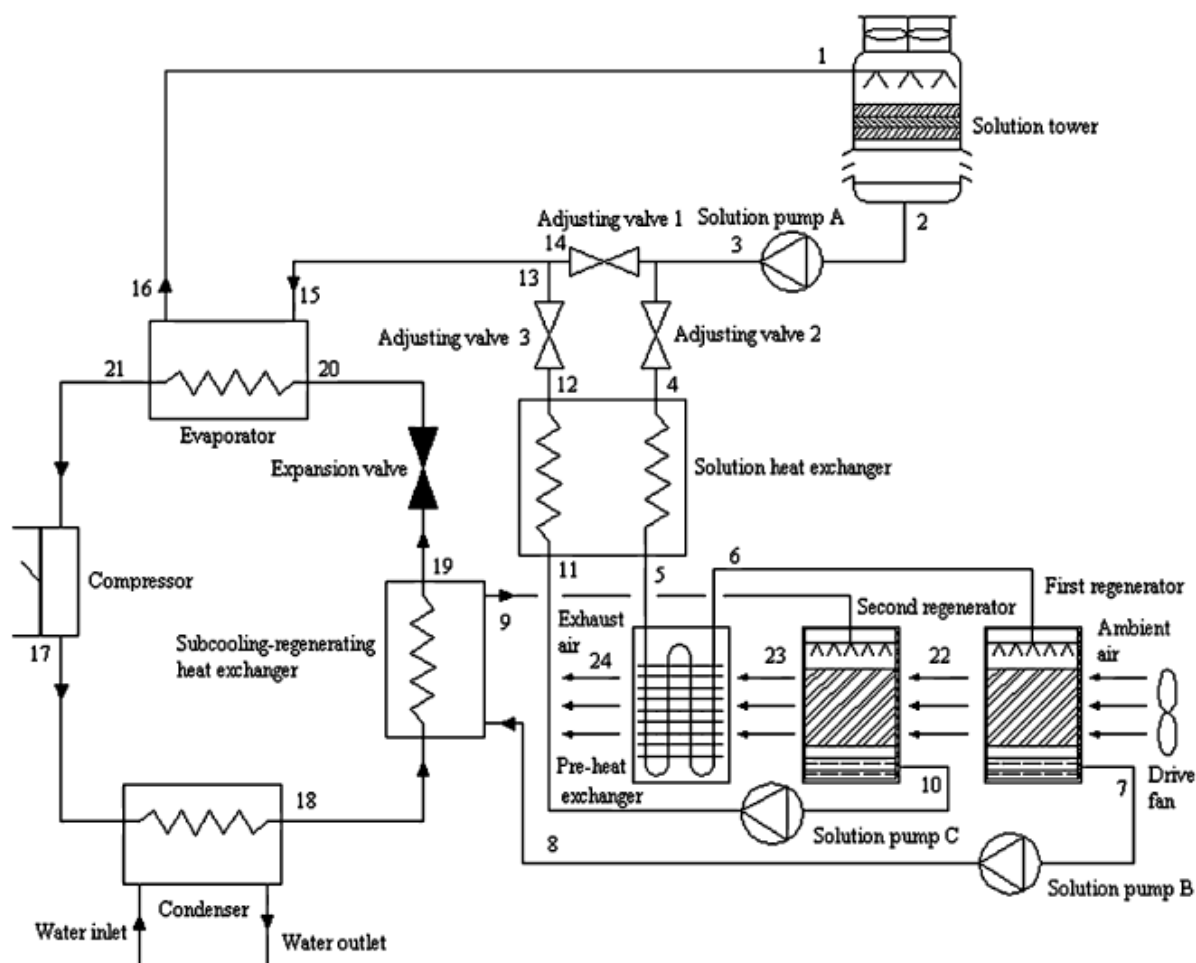 1
Solution tower
2
Adjusting valve 1
Solution pump A
14
3
13
16
15
Adjusting valve 3
Adjusting valve 2
21
20
12
4
Evaporator
Expansion valve
Solution heat exchanger
Compressor
19
11
5
6
First regenerator
9
Exhaust
air
Second regenerator
Ambient
air
17
Subcooling-regenerating
heat exchanger
24
23
22
18
Pre-heat
exchanger
10
7
Drive
fan
8
Solution pump C
Solution pump B
Condenser
Water inlet
Water outlet